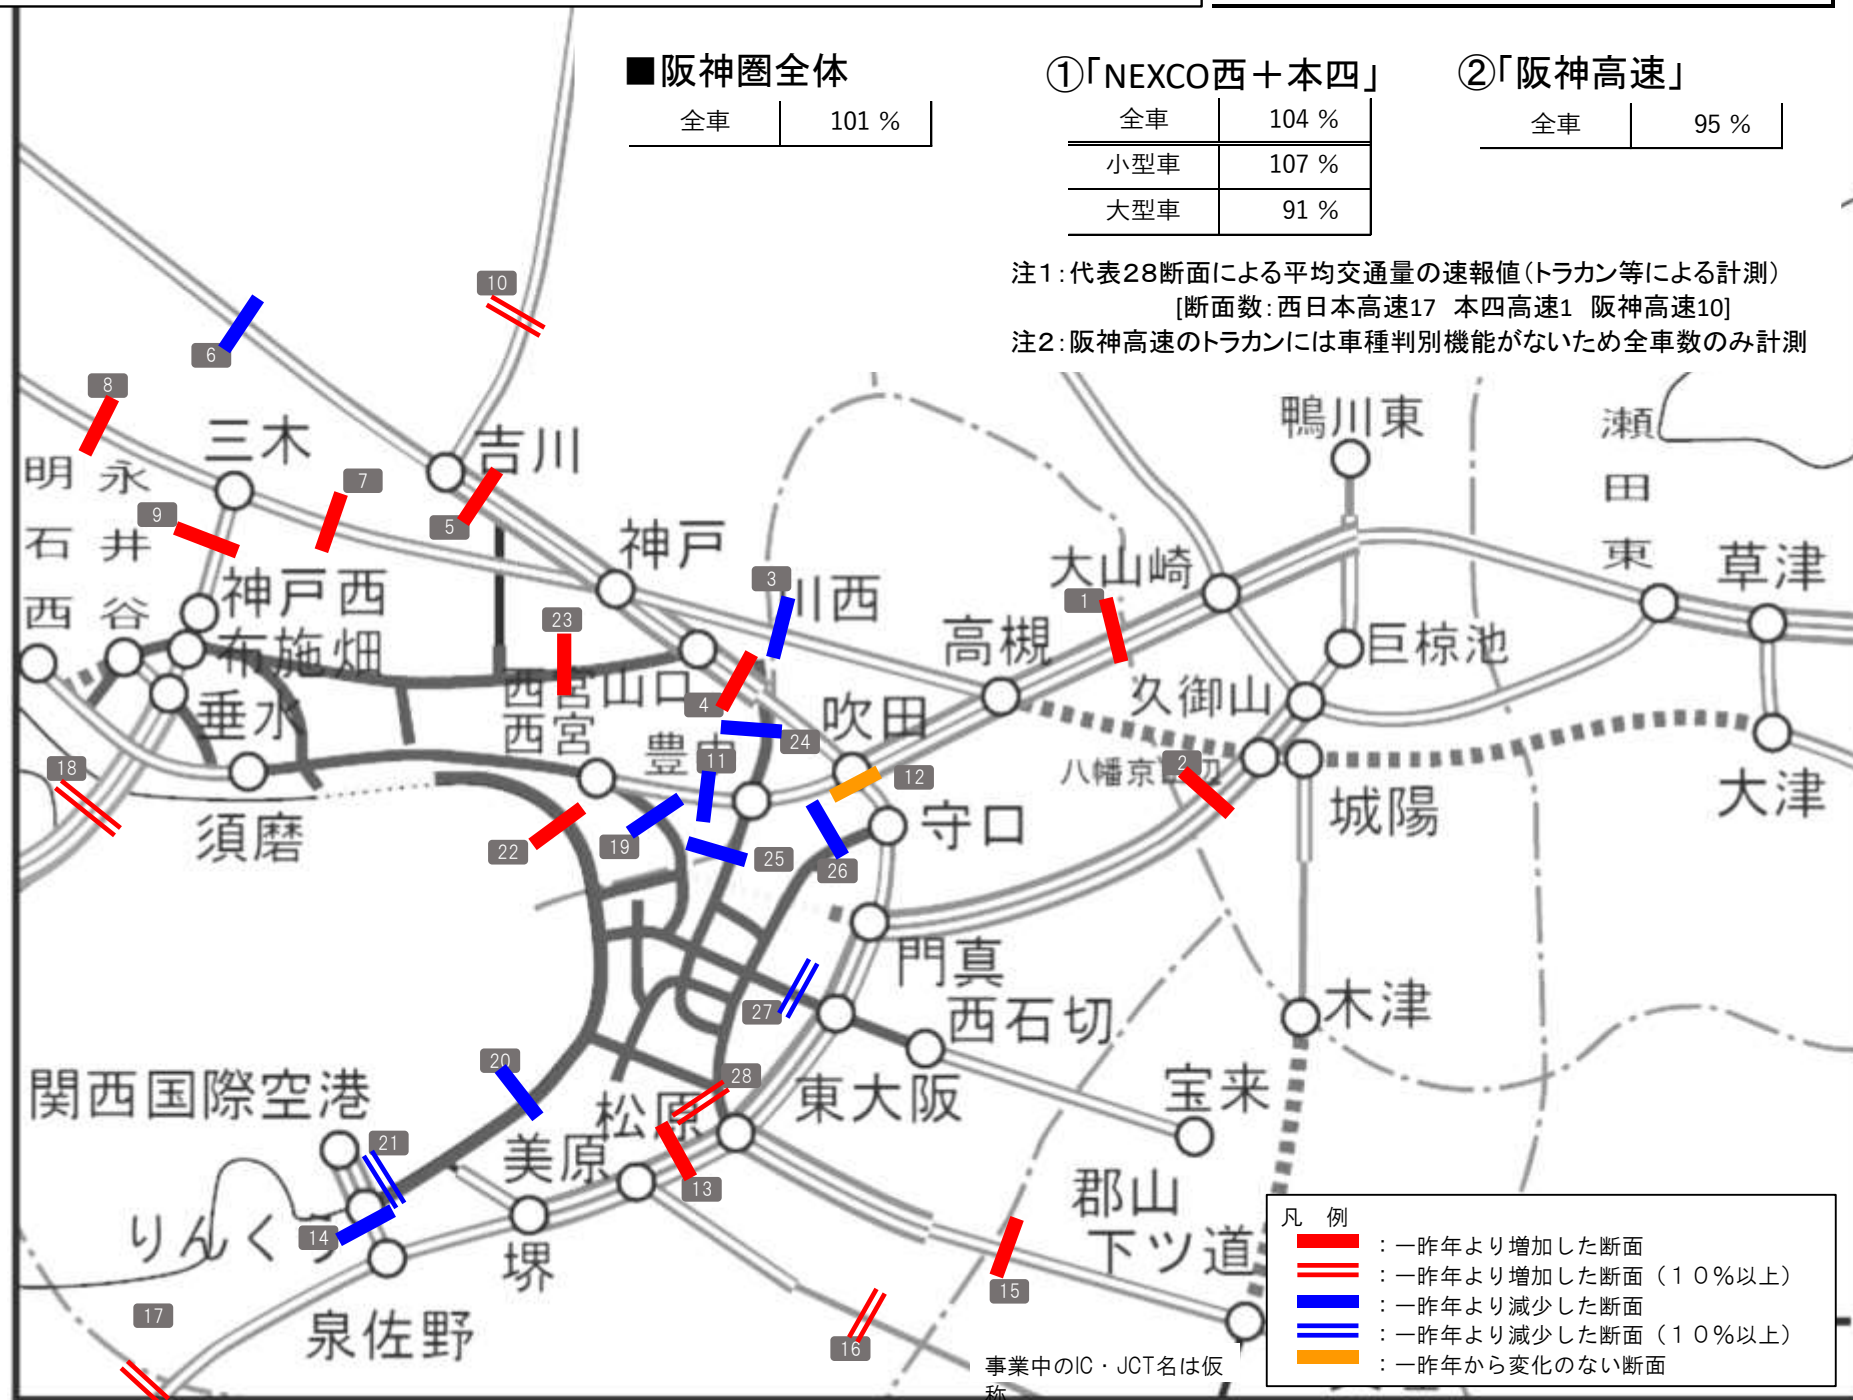 ■阪神圏全体
全車 101 %
①「NEXCO西＋本四」
全車 104 %
小型車 107 %
大型車 91 %
②「阪神高速」
全車 95 %
注１：代表２８断面による平均交通量の速報値（トラカン等による計測）
[断面数：西日本高速17 本四高速1 阪神高速10]
注２：阪神高速のトラカンには車種判別機能がないため全車数のみ計測
10
6
8
三木
吉川
鴨川東
瀬田東
明石西
永井谷
7
9
5
神戸
3
川西
大山崎
1
草津
神戸西
布施畑
23
高槻
巨椋池
西宮山口
4
久御山
垂水
西宮
吹田
24
豊中
11
12
八幡京田辺
2
18
大津
須磨
22
19
25
26
守口
城陽
門真
27
西石切
木津
20
28
関西国際空港
松原
東大阪
宝来
21
美原
13
りんくう
14
堺
郡山下ツ道
15
17
泉佐野
16
事業中のIC・JCT名は仮
称
凡 例
：一昨年より増加した断面
：一昨年より増加した断面（１０％以上）
：一昨年より減少した断面
：一昨年より減少した断面（１０％以上）
：一昨年から変化のない断面